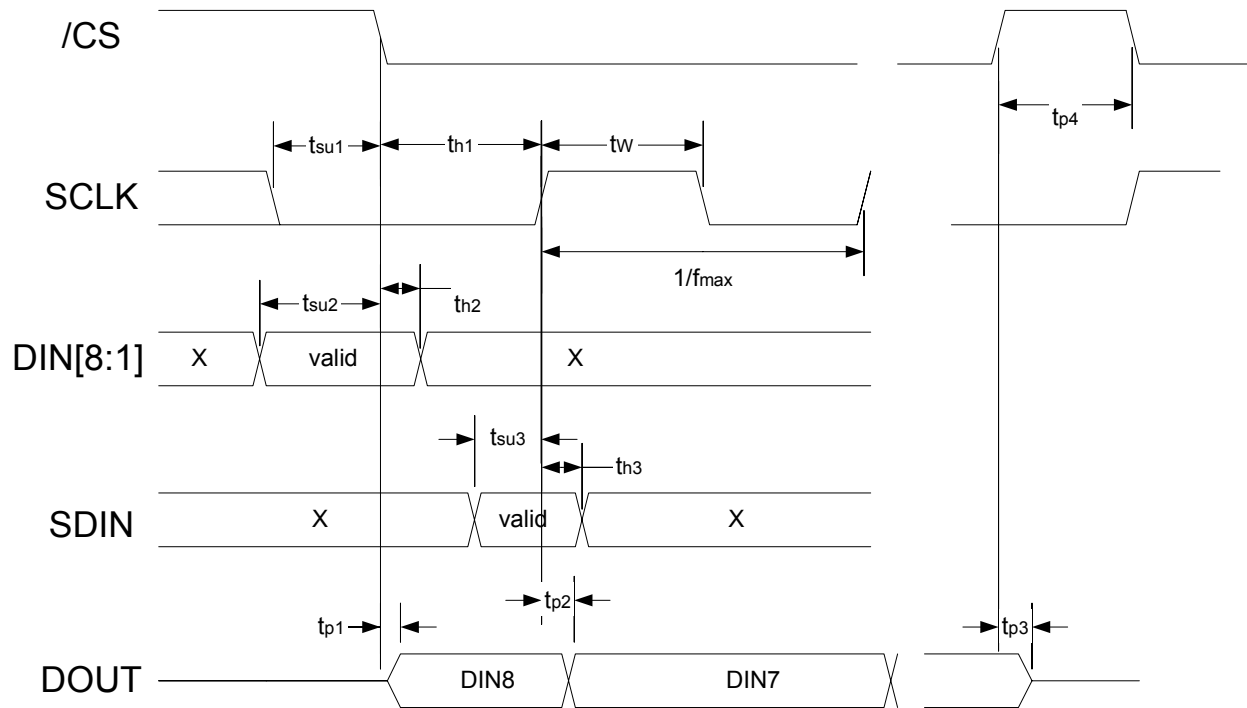 /CS
tp4
tsu1 th1 tw
SCLK
1/fmax
tsu2 th2
DIN[8:1] X valid X
tsu3
th3
SDIN X valid X
tp2
tp1 tp3
DOUT DIN8 DIN7